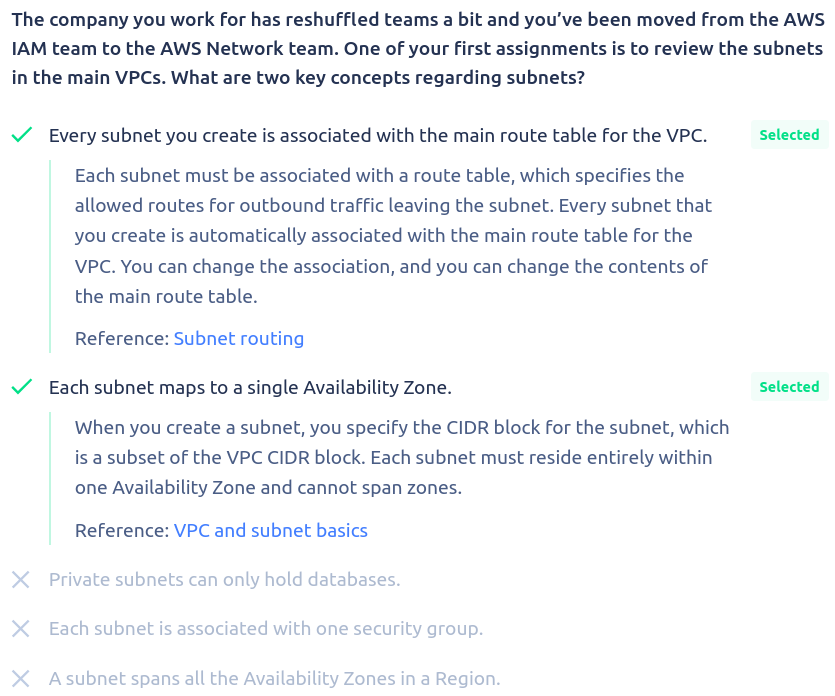 The company you work for has reshuffled teams a bit and you’ve been moved from the AWS
IAM team to the AWS Network team. One of your first assignments is to review the subnets
in the main VPCs. What are two key concepts regarding subnets?
Every subnet you create is associated with the main route table for the VPC.
Selected
Each subnet must be associated with a route table, which specifies the
allowed routes for outbound traffic leaving the subnet. Every subnet that
you create is automatically associated with the main route table for the
VPC. You can change the association, and you can change the contents of
the main route table.
Reference: Subnet routing
Each subnet maps to a single Availability Zone.
Selected
When you create a subnet, you specify the CIDR block for the subnet, which
is a subset of the VPC CIDR block. Each subnet must reside entirely within
one Availability Zone and cannot span zones.
Reference: VPC and subnet basics
Private subnets can only hold databases.
Each subnet is associated with one security group.
A subnet spans all the Availability Zones in a Region.